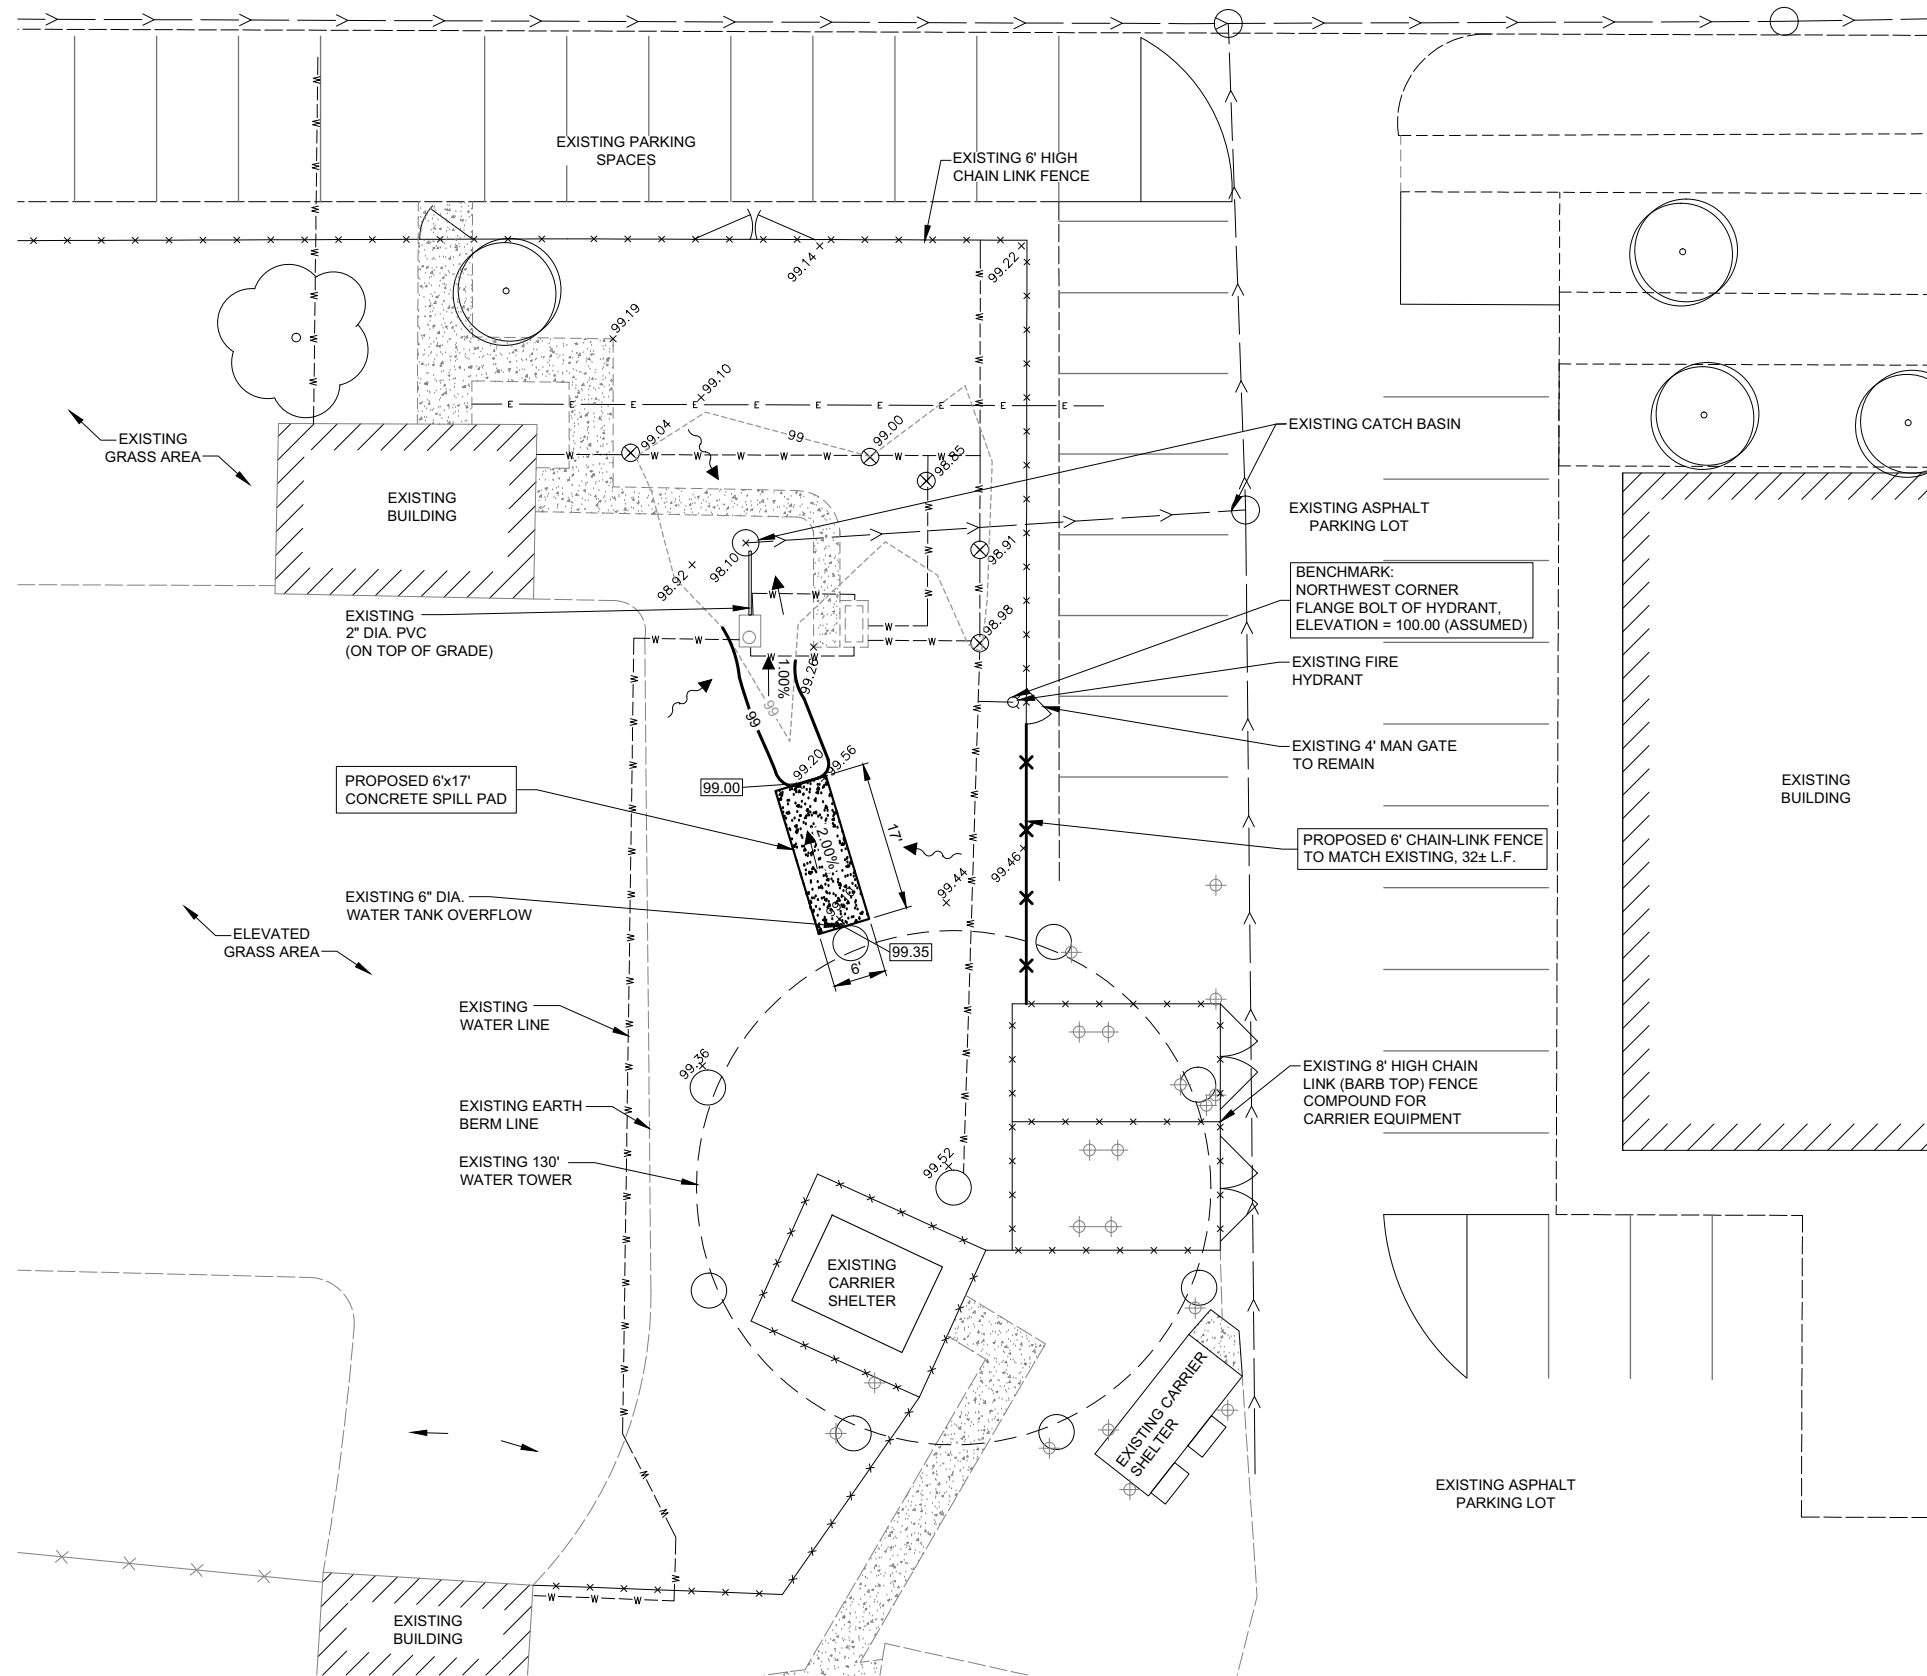 EXISTING PARKING
SPACES
EXISTING 6' HIGH
CHAIN LINK FENCE
99.14
99.22
99.19
99.10
E E E E E E E E E E
EXISTING
GRASS AREA
99.04
99
99.00
98.85
EXISTING CATCH BASIN
EXISTING
BUILDING
EXISTING ASPHALT
PARKING LOT
98.92
98.10
98.91
BENCHMARK:
NORTHWEST CORNER
FLANGE BOLT OF HYDRANT,
ELEVATION = 100.00 (ASSUMED)
EXISTING
2" DIA. PVC
(ON TOP OF GRADE)
98.98
1.00%
99.26
EXISTING FIRE
HYDRANT
99
99
EXISTING 4' MAN GATE
TO REMAIN
99.20
99.56
PROPOSED 6'x17'
CONCRETE SPILL PAD
99.00
EXISTING
BUILDING
17'
2.00%
PROPOSED 6' CHAIN-LINK FENCE
TO MATCH EXISTING, 32± L.F.
99.46
99.44
EXISTING 6" DIA.
WATER TANK OVERFLOW
ELEVATED
GRASS AREA
99.35
6'
EXISTING
WATER LINE
99.36
EXISTING 8' HIGH CHAIN
LINK (BARB TOP) FENCE
COMPOUND FOR
CARRIER EQUIPMENT
EXISTING EARTH
BERM LINE
EXISTING 130'
WATER TOWER
99.52
EXISTING
CARRIER
SHELTER
EXISTING CARRIER
SHELTER
EXISTING ASPHALT
PARKING LOT
EXISTING
BUILDING